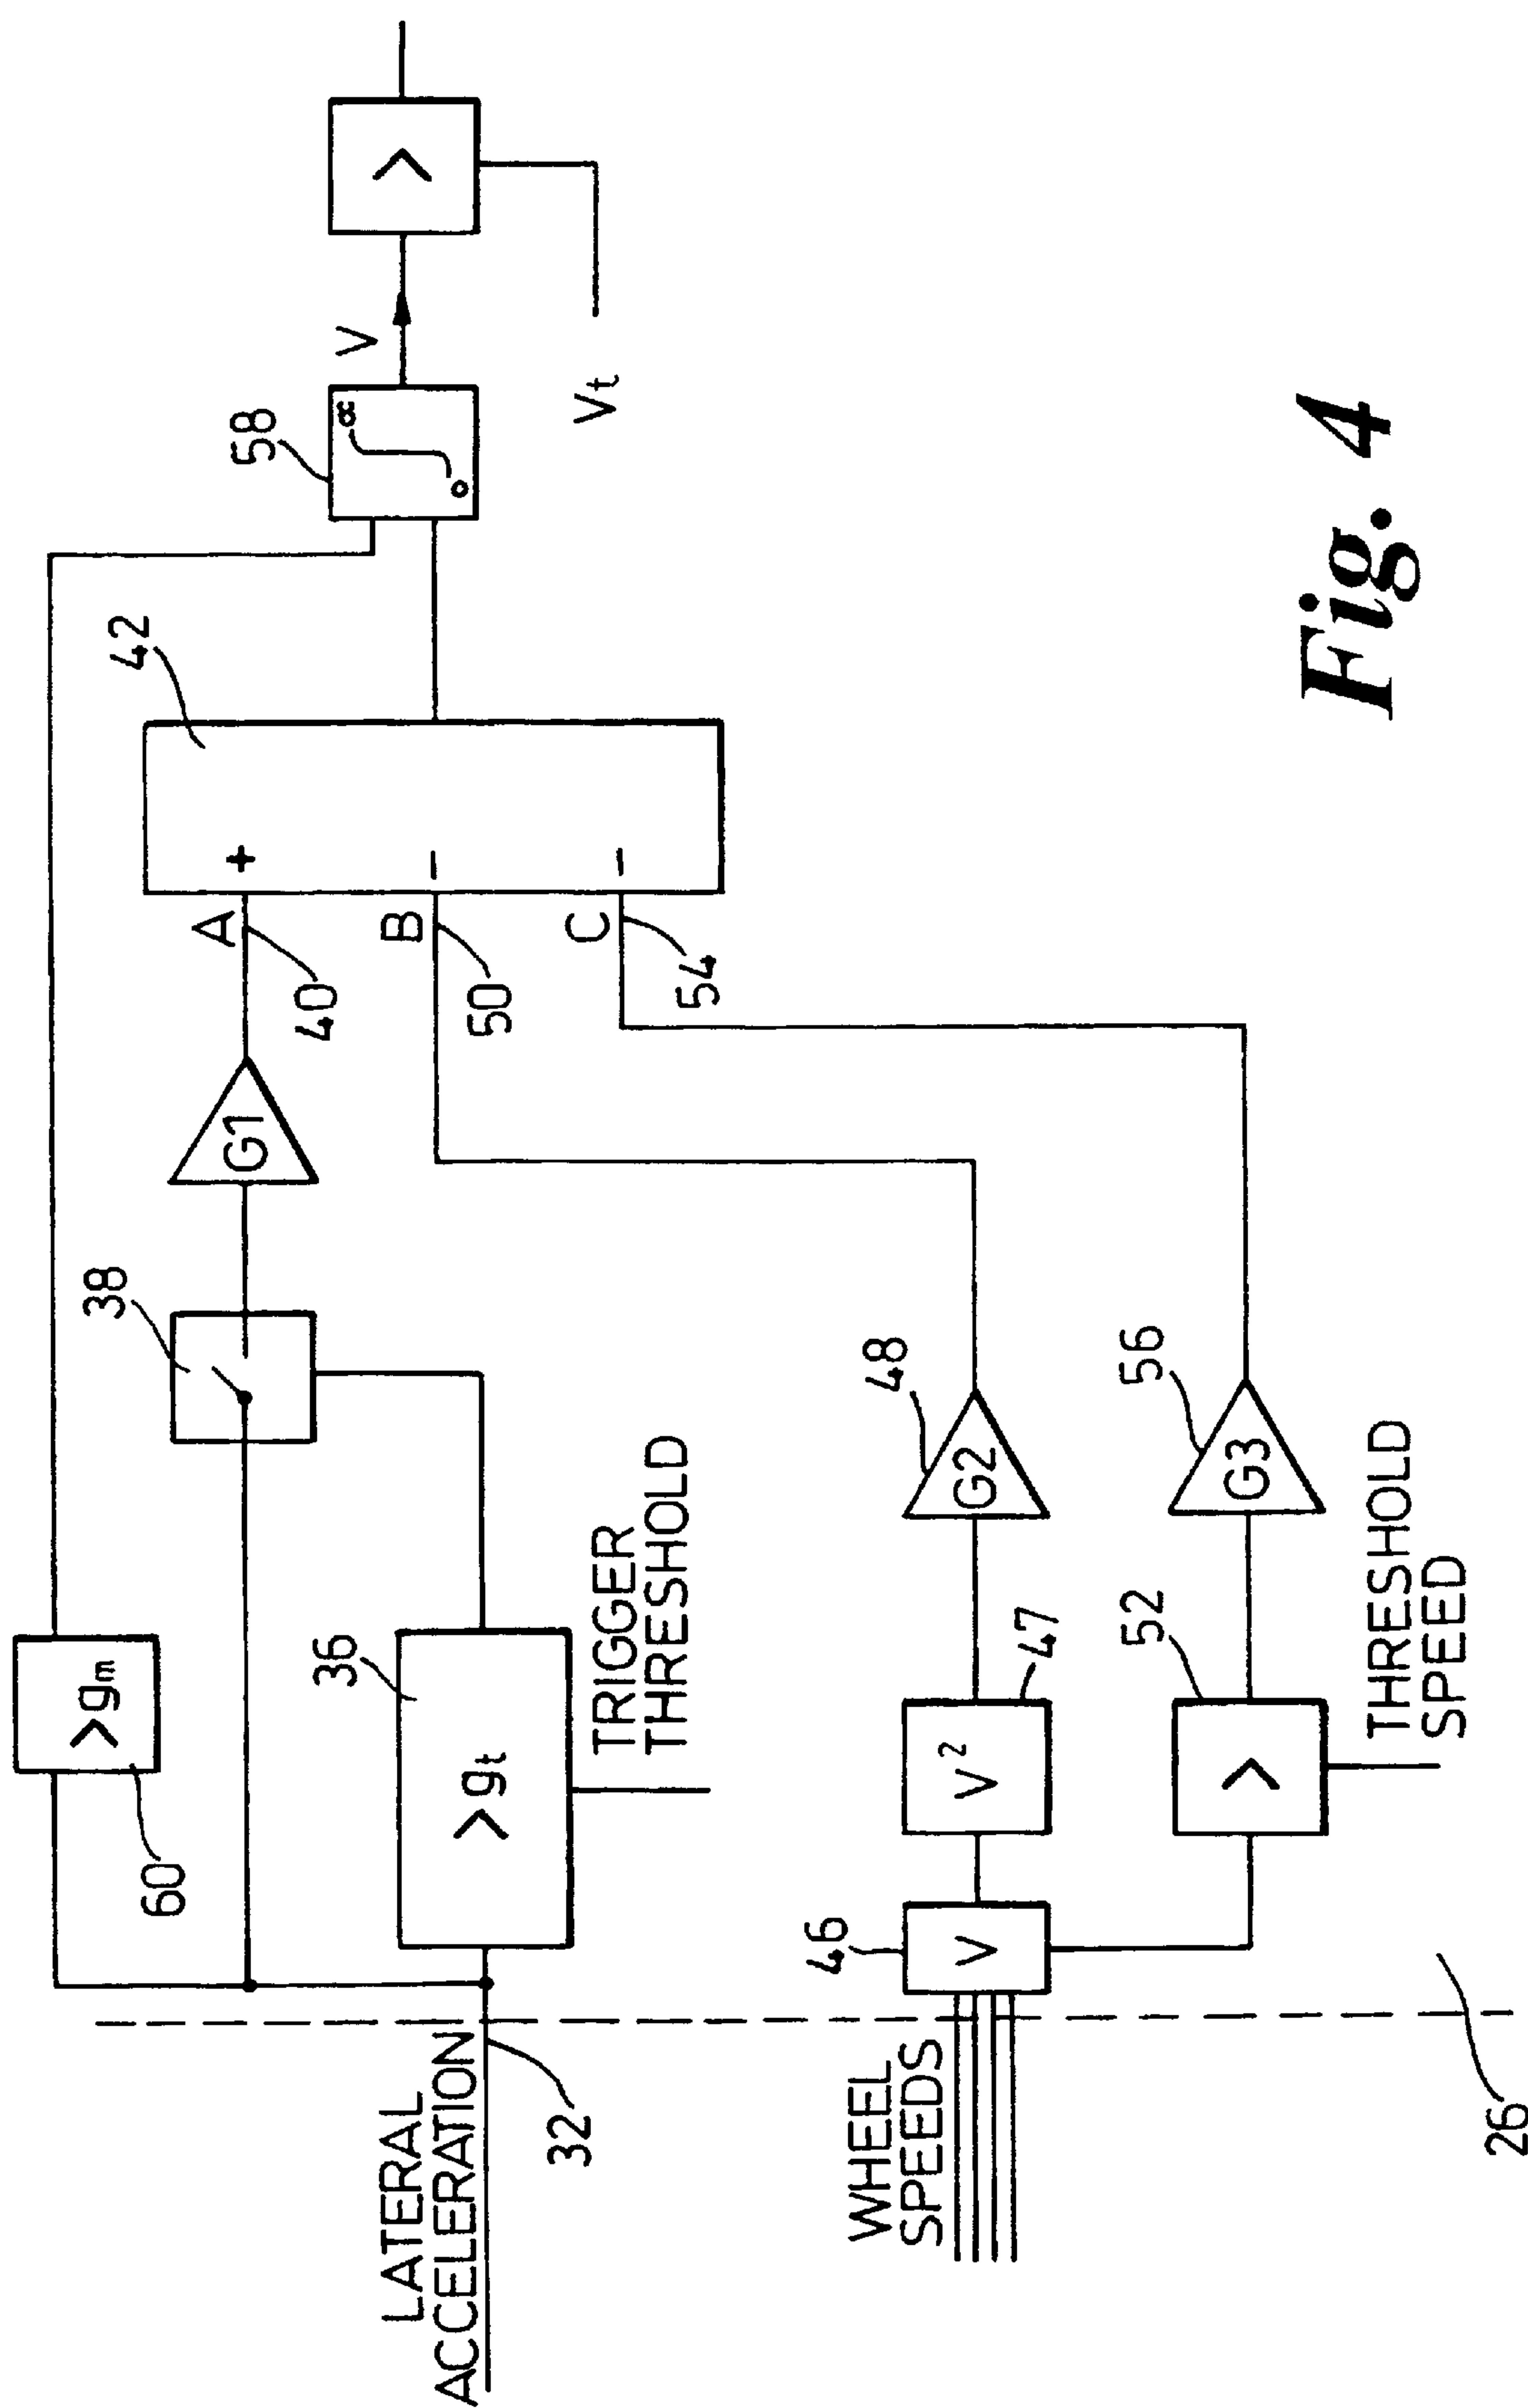 LATERAL
ACCELERATION
32
60
>gm
36
>gt
TRIGGER
THRESHOLD
38
G1
A
40
+
B
50
-
C
54
-
42
58
∝
o
V
Vt
>
WHEEL
SPEEDS
46
V
V²
47
48
G2
52
>
THRESHOLD
SPEED
56
G3
26
Fig. 4